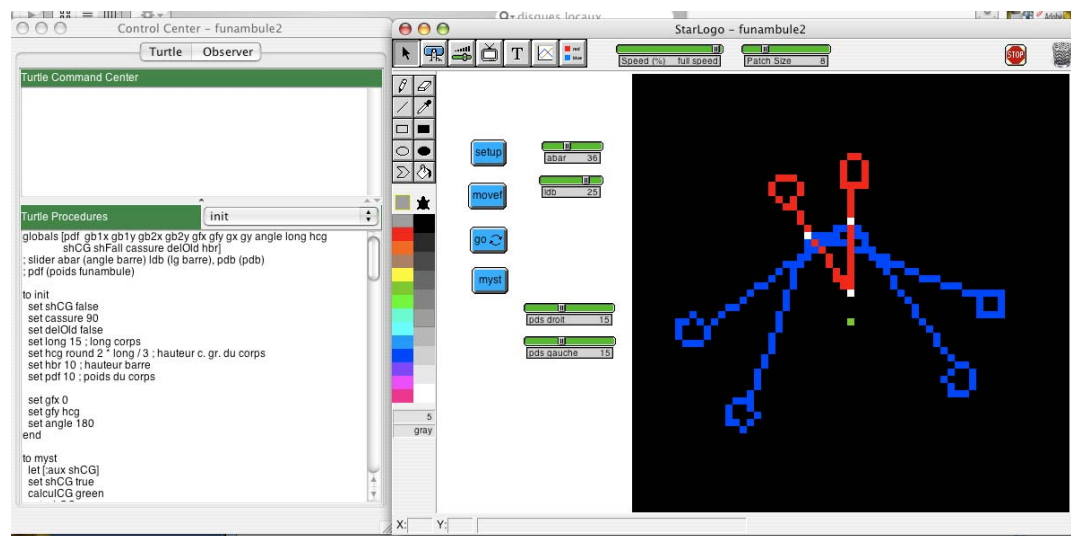 disques locaux
Adobe
Control Center – funambule2
StarLogo – funambule2
Turtle Observer
Speed (%) full speed
Patch Size 8
STOP
Turtle Command Center
T
red
blue
setup
abar 36
movef
ldb 25
go
myst
pds droit 15
pds gauche 15
5
gray
X: Y:
Turtle Procedures
init
globals [pdf gb1x gb1y gb2x gb2y gfx gfy gx gy angle long hcg
shCG shFall cassure delOld hbr]
; slider abar (angle barre) ldb (lg barre), pdb (pdb)
; pdf (poids funambule)
to init
set shCG false
set cassure 90
set delOld false
set long 15 ; long corps
set hcg round 2 * long / 3 ; hauteur c. gr. du corps
set hbr 10 ; hauteur barre
set pdf 10 ; poids du corps
set gfx 0
set gfy hcg
set angle 180
end
to myst
let [:aux shCG]
set shCG true
calculCG green